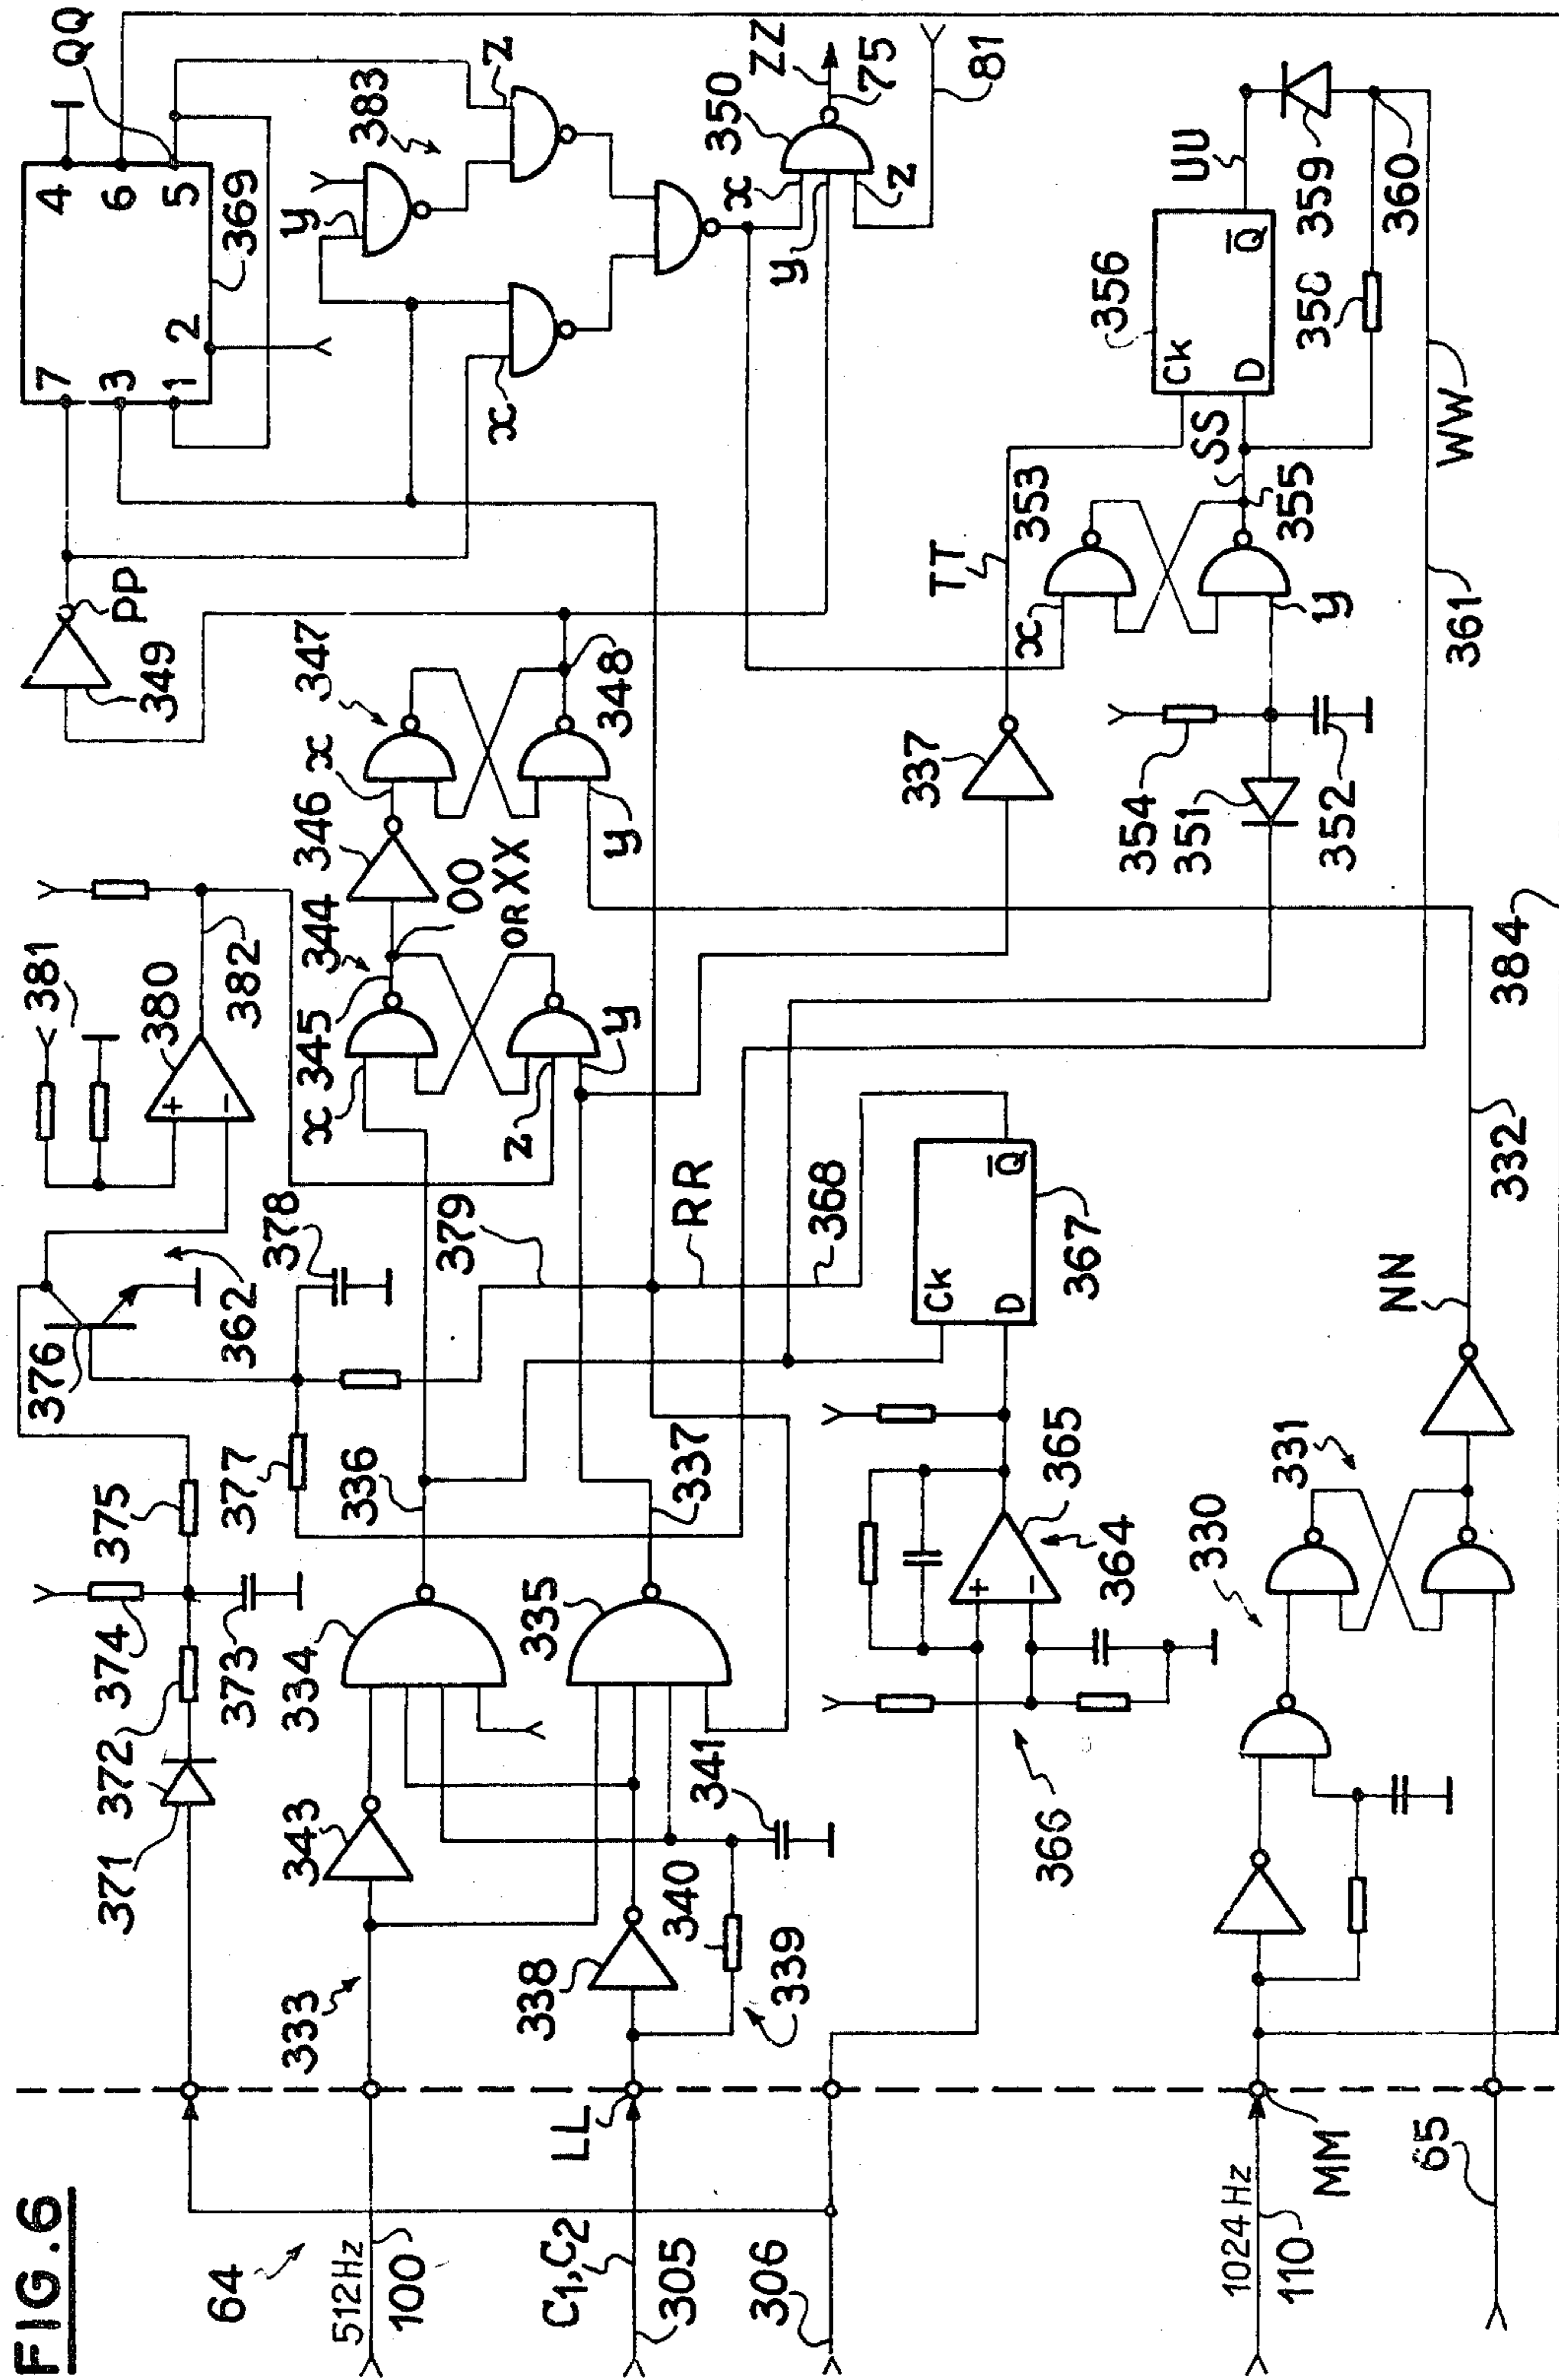 FIG.6
64
512Hz
100
C1,C2
305
306
1024 Hz
110
65
LL
MM
371
372
373
374
375
376
362
377
378
379
380
381
382
333
343
334
336
338
340
339
341
335
337
x
345
344
z
y
OO
OR XX
346
x
347
y
348
349
PP
7
3
1
2
4
6
5
369
QQ
y
383
x
z
x
350
y
z
ZZ
75
81
RR
368
Ck
D
Q̅
367
366
364
365
330
331
NN
332
384
337
TT
353
x
354
351
352
y
SS
355
356
Ck
D
Q̅
UU
359
358
360
WW
361